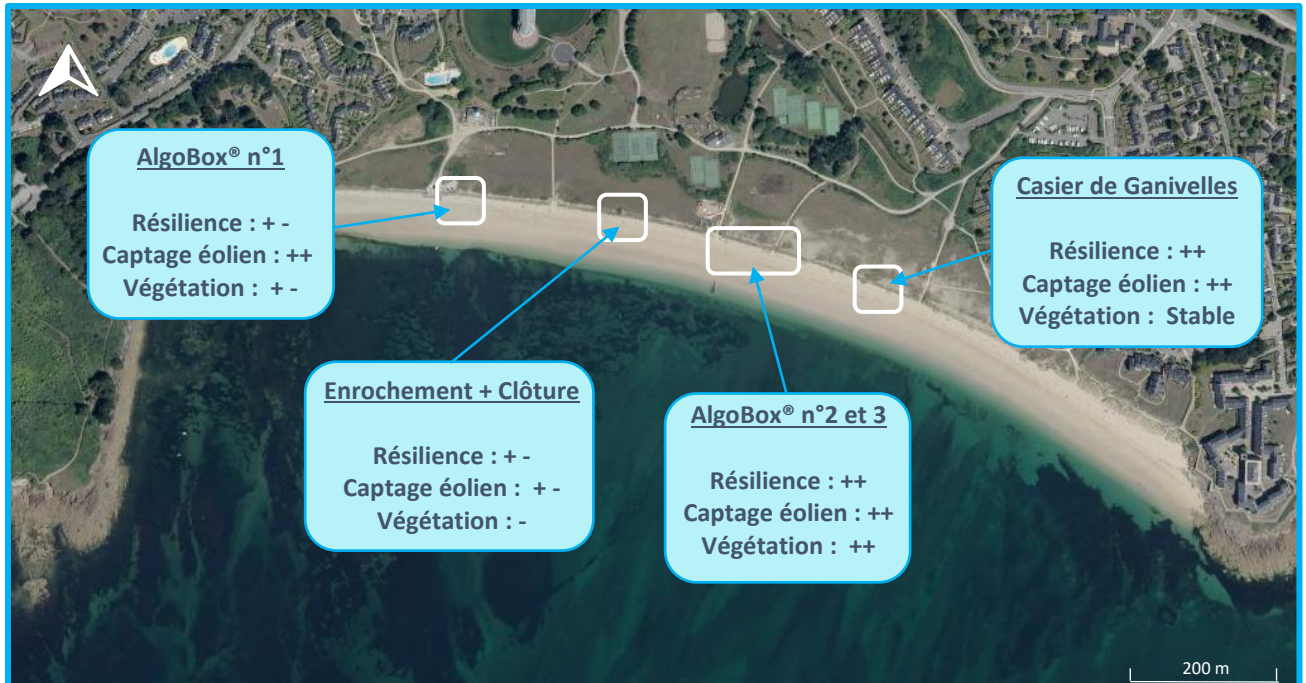 AlgoBox® n°1
Résilience : + -
Captage éolien : ++
Végétation : + -
Enrochement + Clôture
Résilience : + -
Captage éolien : + -
Végétation : -
AlgoBox® n°2 et 3
Résilience : ++
Captage éolien : ++
Végétation : ++
Casier de Ganivelles
Résilience : ++
Captage éolien : ++
Végétation : Stable
200 m